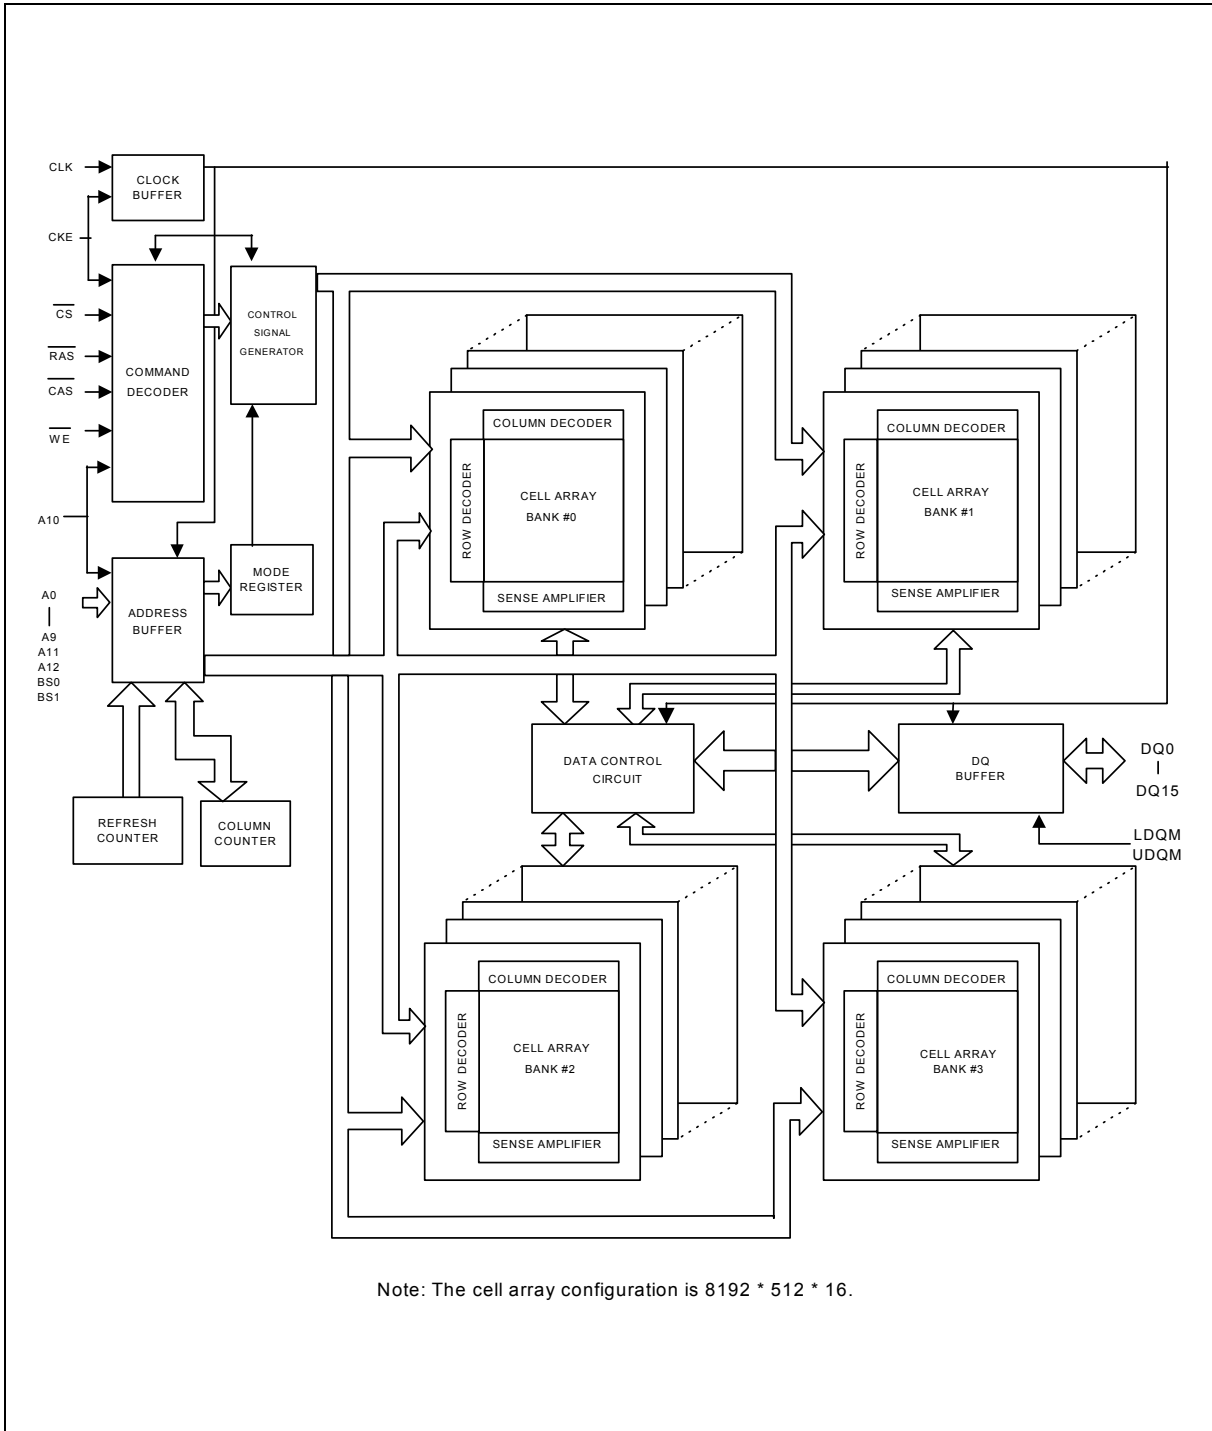 CLK
CLOCK
BUFFER
CKE
CS
RAS
CAS
WE
COMMAND
DECODER
CONTROL
SIGNAL
GENERATOR
A10
A0
A9
A11
A12
BS0
BS1
ADDRESS
BUFFER
MODE
REGISTER
REFRESH
COUNTER
COLUMN
COUNTER
COLUMN DECODER
ROW DECODER
CELL ARRAY
BANK #0
SENSE AMPLIFIER
COLUMN DECODER
ROW DECODER
CELL ARRAY
BANK #1
SENSE AMPLIFIER
DATA CONTROL
CIRCUIT
DQ
BUFFER
DQ0
DQ15
LDQM
UDQM
COLUMN DECODER
ROW DECODER
CELL ARRAY
BANK #2
SENSE AMPLIFIER
COLUMN DECODER
ROW DECODER
CELL ARRAY
BANK #3
SENSE AMPLIFIER
Note: The cell array configuration is 8192 * 512 * 16.